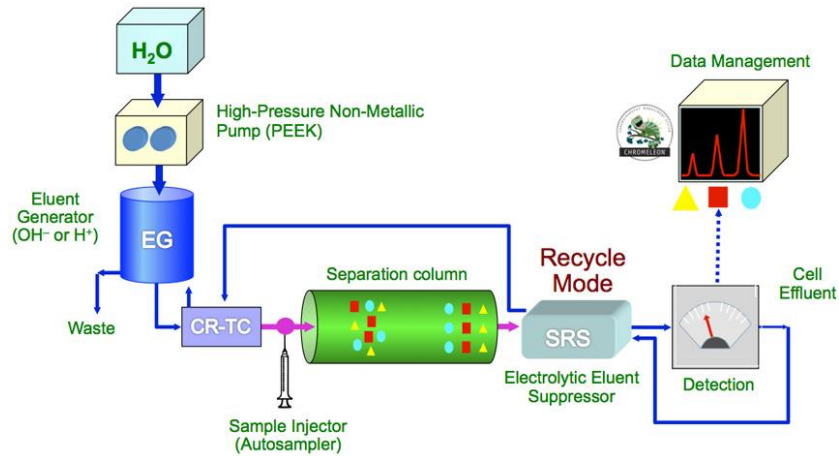 H₂O
High-Pressure Non-Metallic
Pump (PEEK)
Data Management
CHROMELEON
Eluent
Generator
(OH– or H+)
EG
Waste
CR-TC
Separation column
Recycle
Mode
SRS
Electrolytic Eluent
Suppressor
Cell
Effluent
Detection
Sample Injector
(Autosampler)